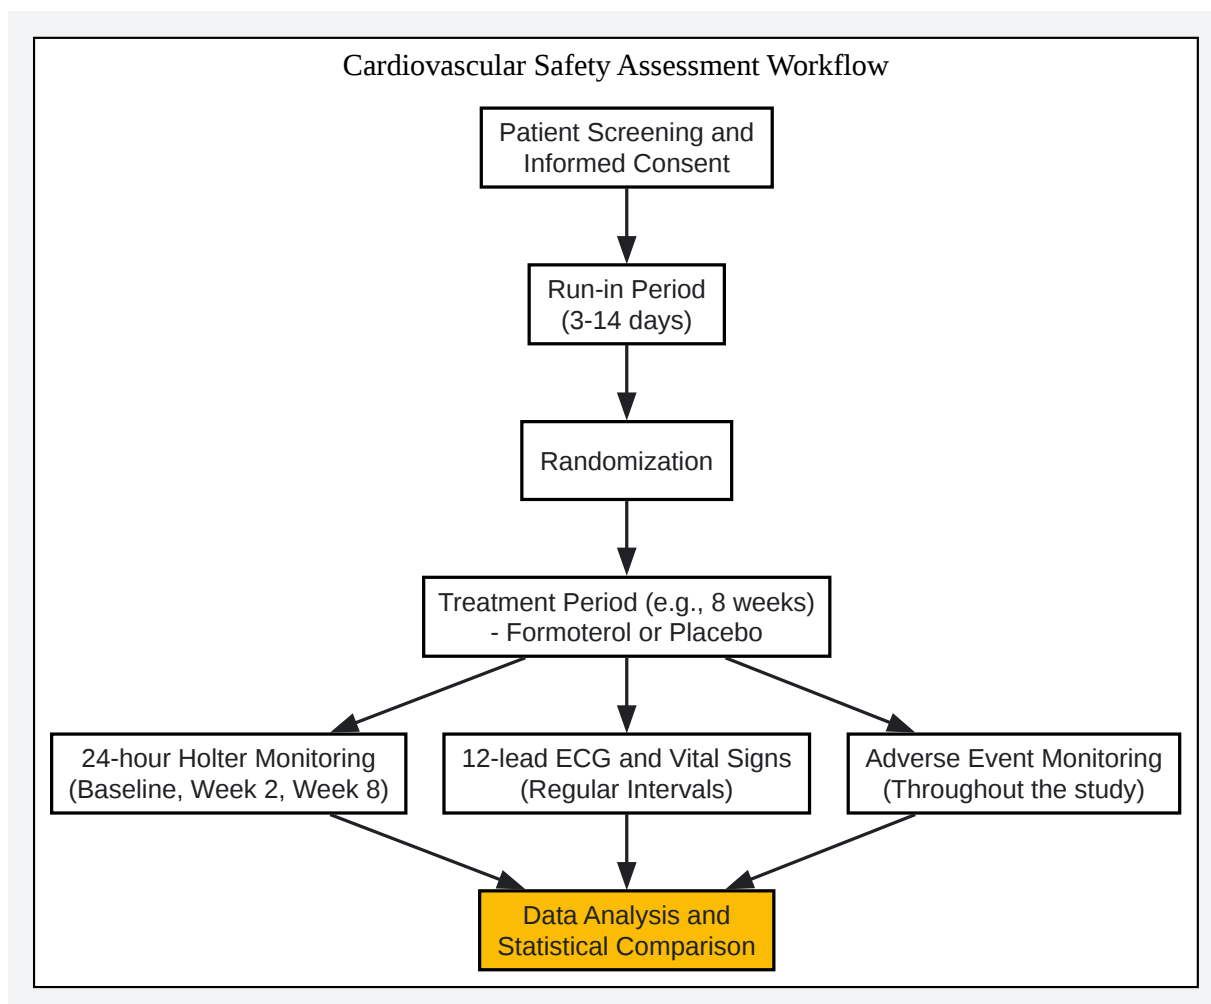 Cardiovascular Safety Assessment Workflow
Patient Screening and
Informed Consent
Run-in Period
(3-14 days)
Randomization
Treatment Period (e.g., 8 weeks)
- Formoterol or Placebo
24-hour Holter Monitoring
(Baseline, Week 2, Week 8)
12-lead ECG and Vital Signs
(Regular Intervals)
Adverse Event Monitoring
(Throughout the study)
Data Analysis and
Statistical Comparison